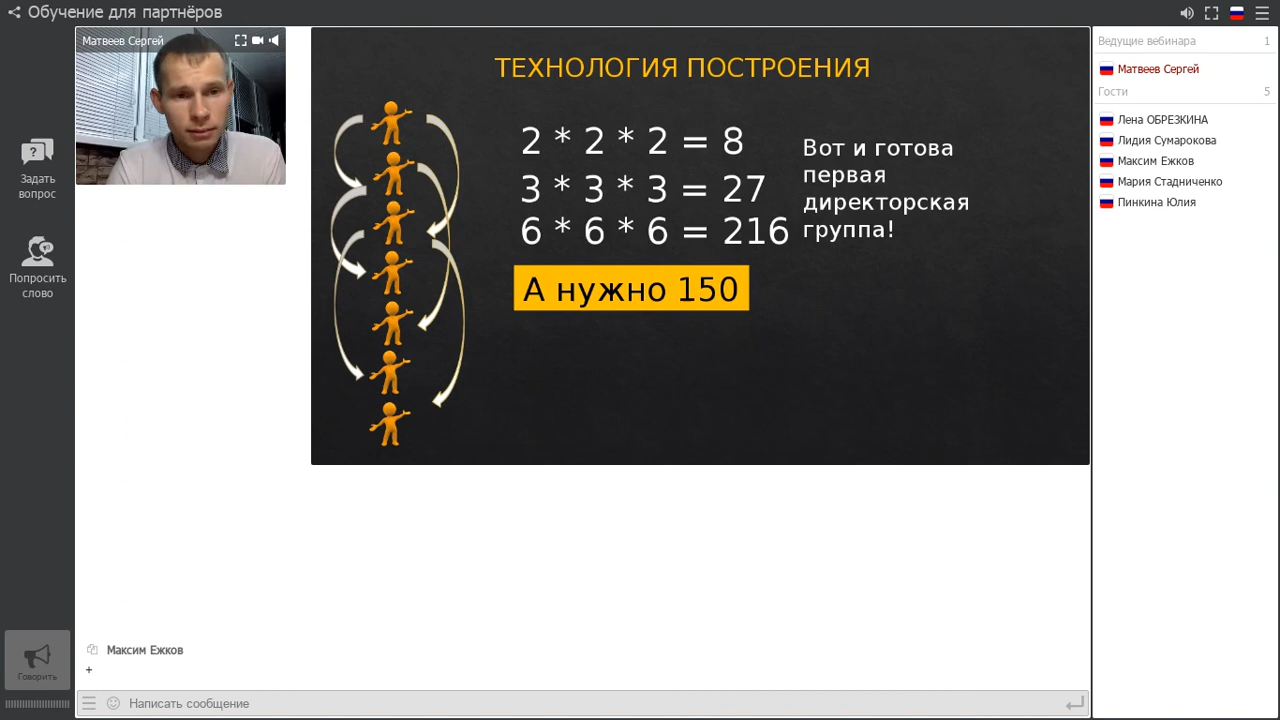 Обучение для партнёров
Матвеев Сергей
Задать
вопрос
Попросить
слово
Говорить
ТЕХНОЛОГИЯ ПОСТРОЕНИЯ
2 * 2 * 2 = 8
3 * 3 * 3 = 27
6 * 6 * 6 = 216
А нужно 150
Вот и готова
первая
директорская
группа!
Ведущие вебинара 1
Матвеев Сергей
Гости 5
Лена ОБРЕЗКИНА
Лидия Сумарокова
Максим Ежков
Мария Стадниченко
Пинкина Юлия
Максим Ежков
+
Написать сообщение